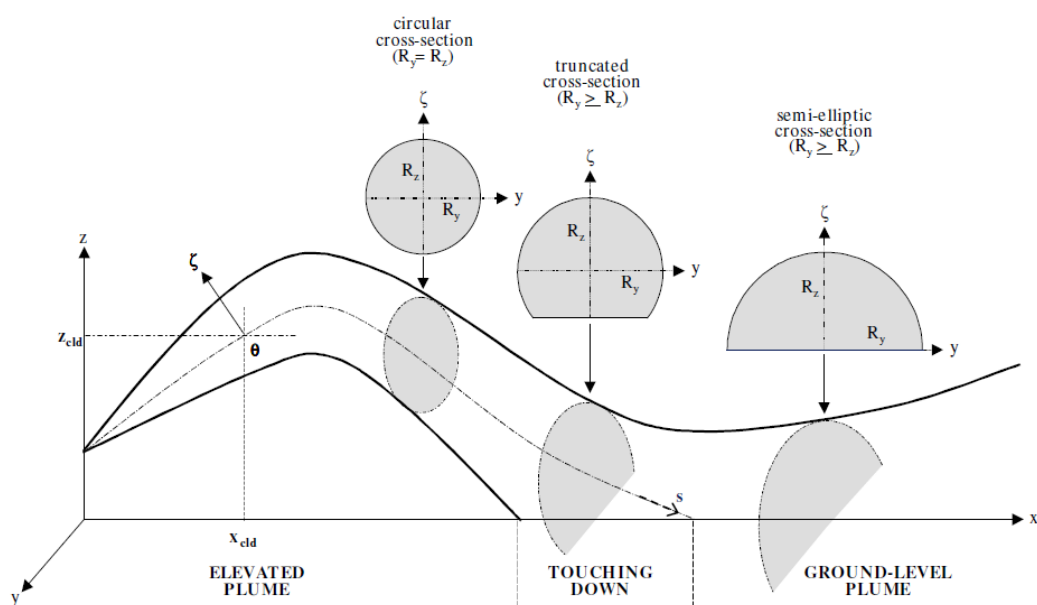 circular
cross-section
(Ry= Rz)
ζ
Rz
Ry
y
truncated
cross-section
(Ry ≥ Rz)
ζ
Rz
Ry
y
semi-elliptic
cross-section
(Ry ≥ Rz)
ζ
Rz
Ry
y
z
ζ
zcld
θ
s
x
xcld
y
ELEVATED
PLUME
TOUCHING
DOWN
GROUND-LEVEL
PLUME